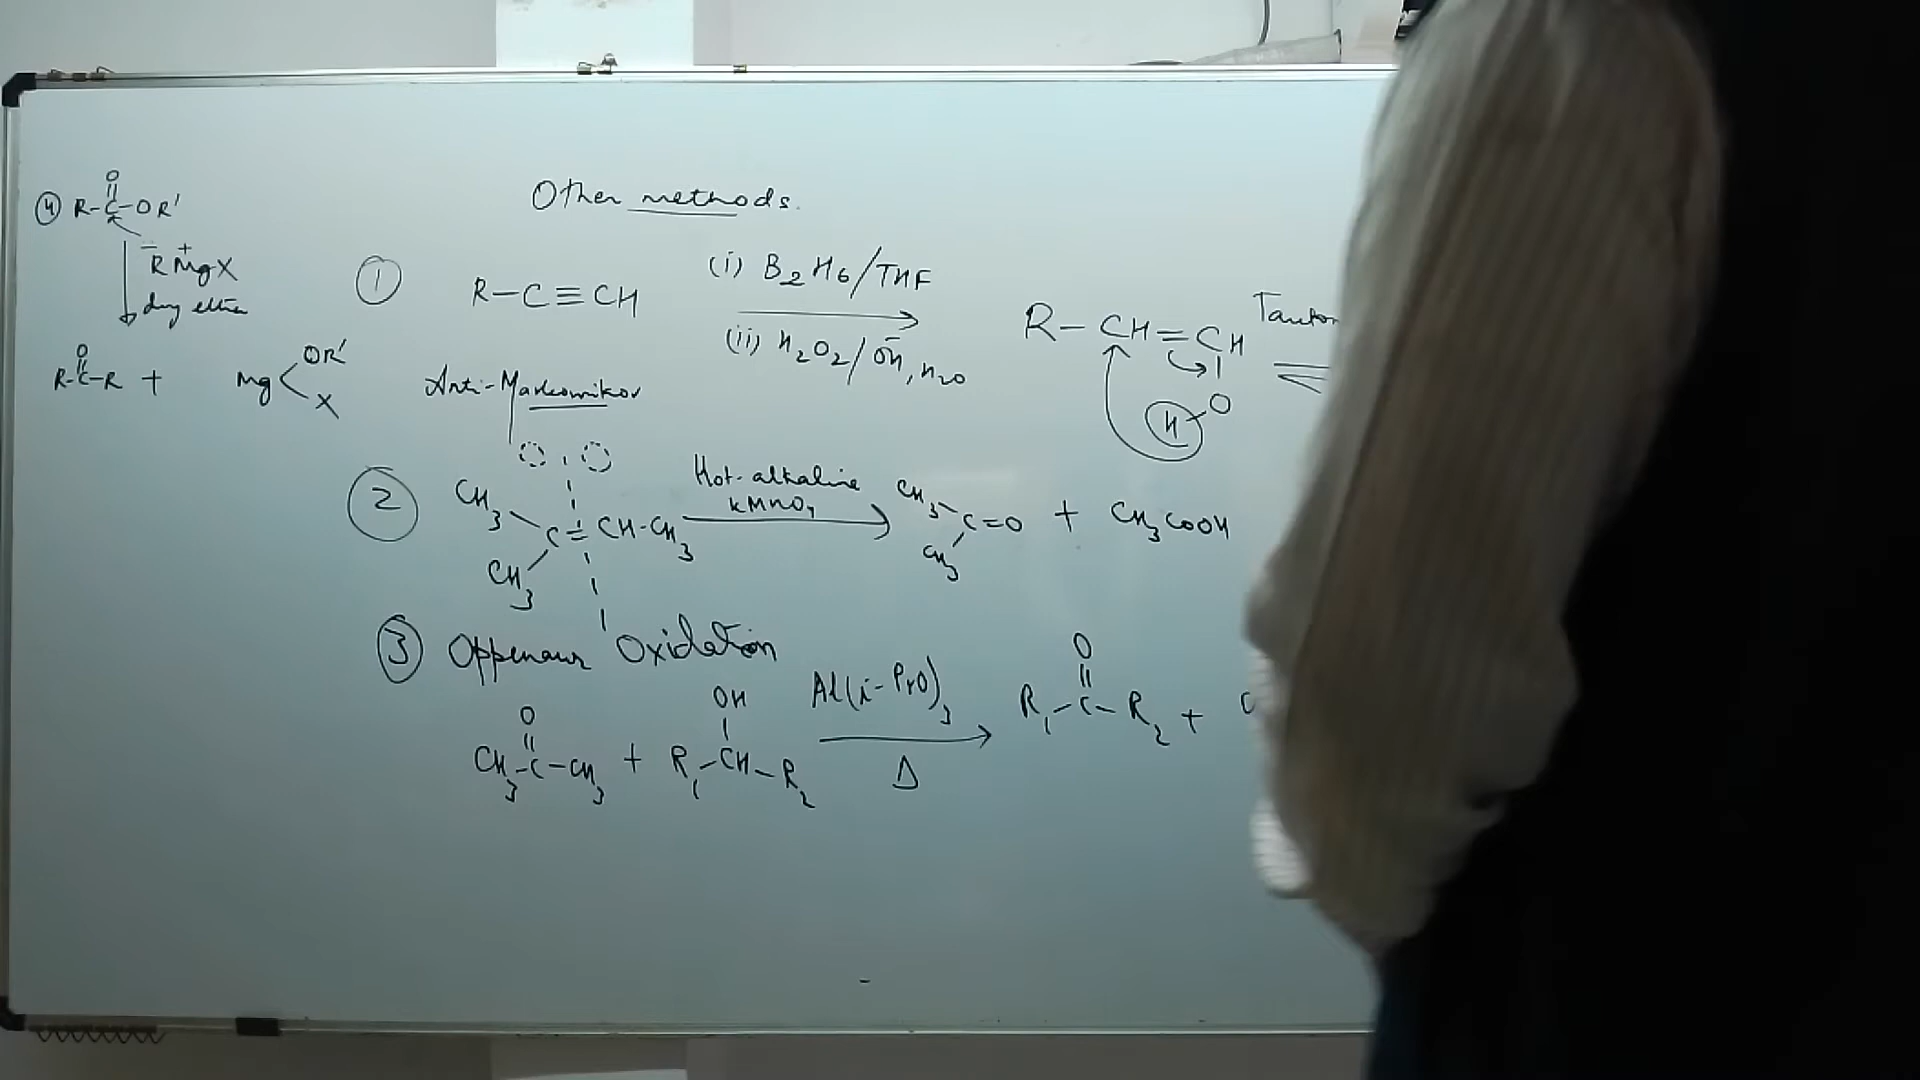 Other methods.
④ R-C-OR'
O
R⁻ Mg⁺X
dry ether
O
R-C-R + Mg
OR'
X
① R-C≡CH
(i) B2H6/THF
(ii) H2O2/OH⁻, H2O
R-CH=CH
O
H
Anti-Markownikov
② CH3
CH3
C=CH-CH3
Hot-alkaline
KMnO4
CH3
CH3
C=O + CH3COOH
③ Oppenaur Oxidation
O
CH3-C-CH3 + R1-CH-R2
OH
Al(i-PrO)3
Δ
O
R1-C-R2 +